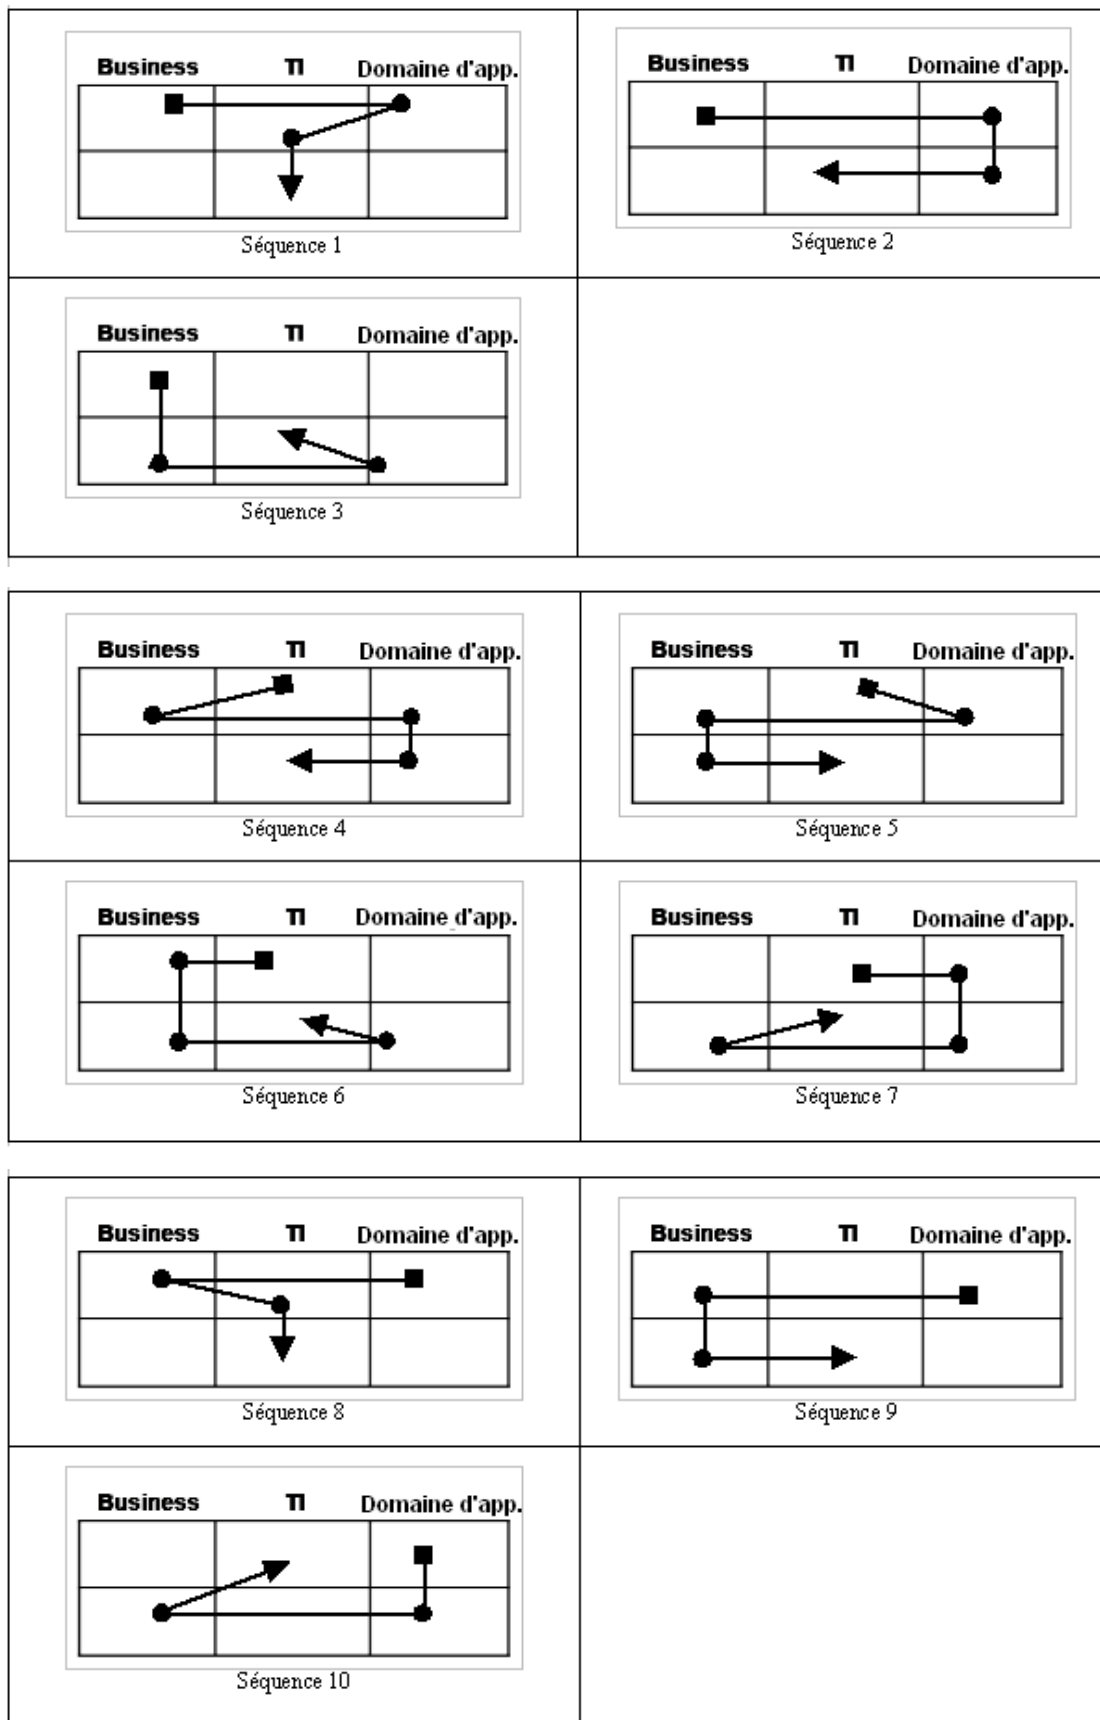 Business TI Domaine d'app.
Séquence 1
Business TI Domaine d'app.
Séquence 2
Business TI Domaine d'app.
Séquence 3
Business TI Domaine d'app.
Séquence 4
Business TI Domaine d'app.
Séquence 5
Business TI Domaine d'app.
Séquence 6
Business TI Domaine d'app.
Séquence 7
Business TI Domaine d'app.
Séquence 8
Business TI Domaine d'app.
Séquence 9
Business TI Domaine d'app.
Séquence 10